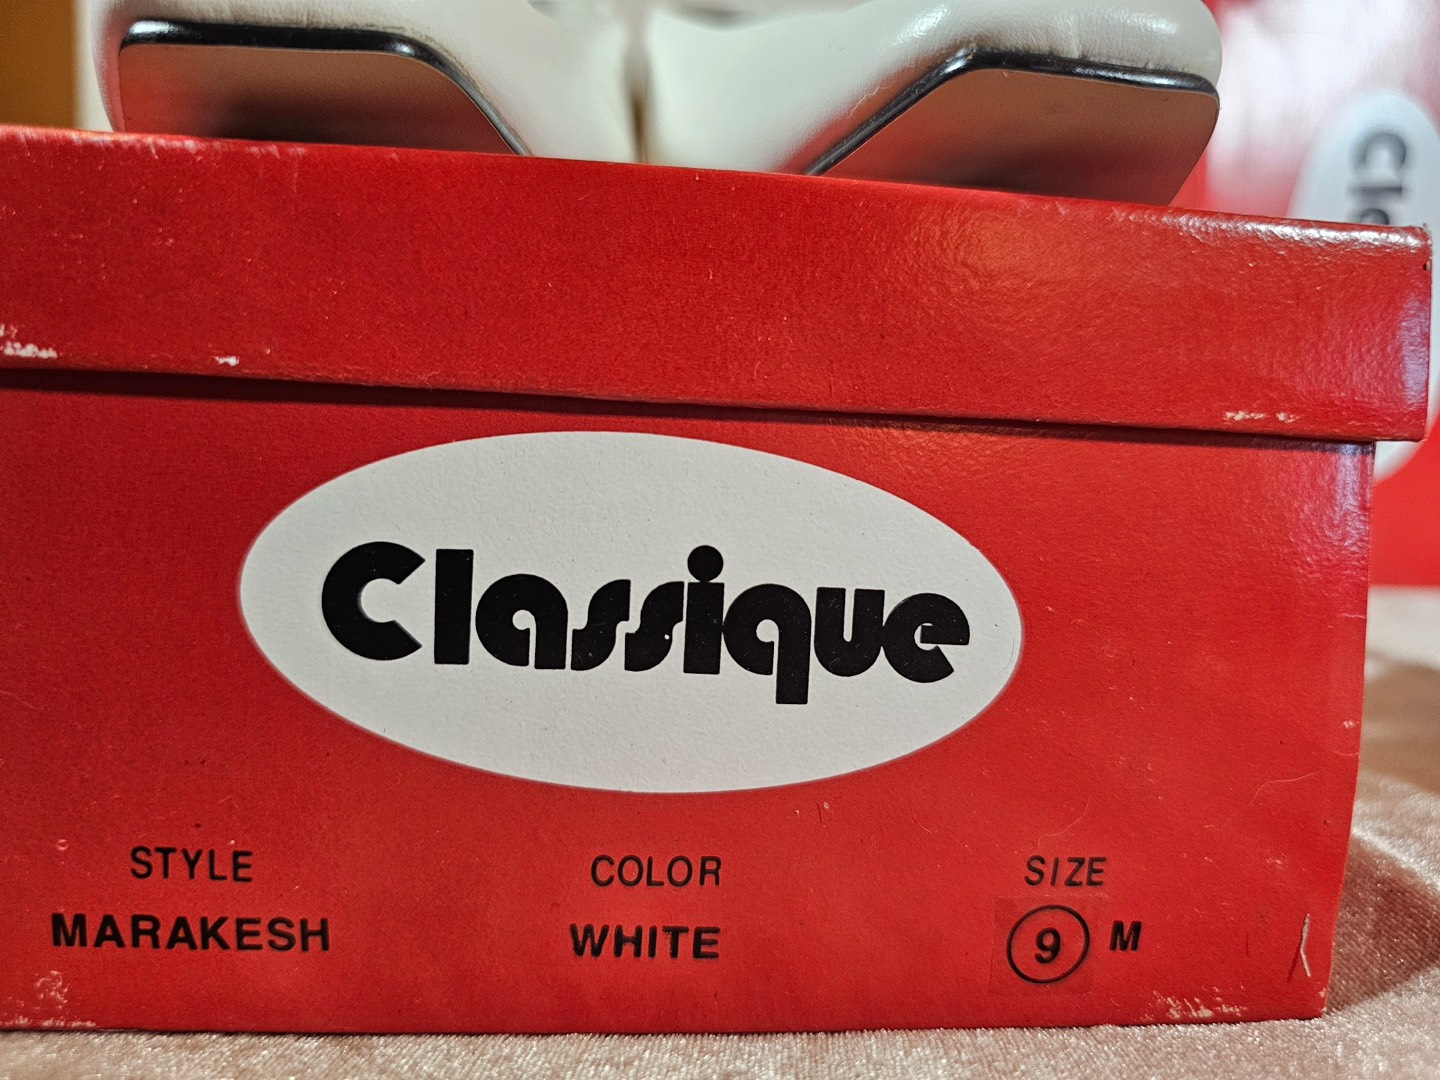 Classique
STYLE COLOR SIZE
MARAKESH WHITE 9 M